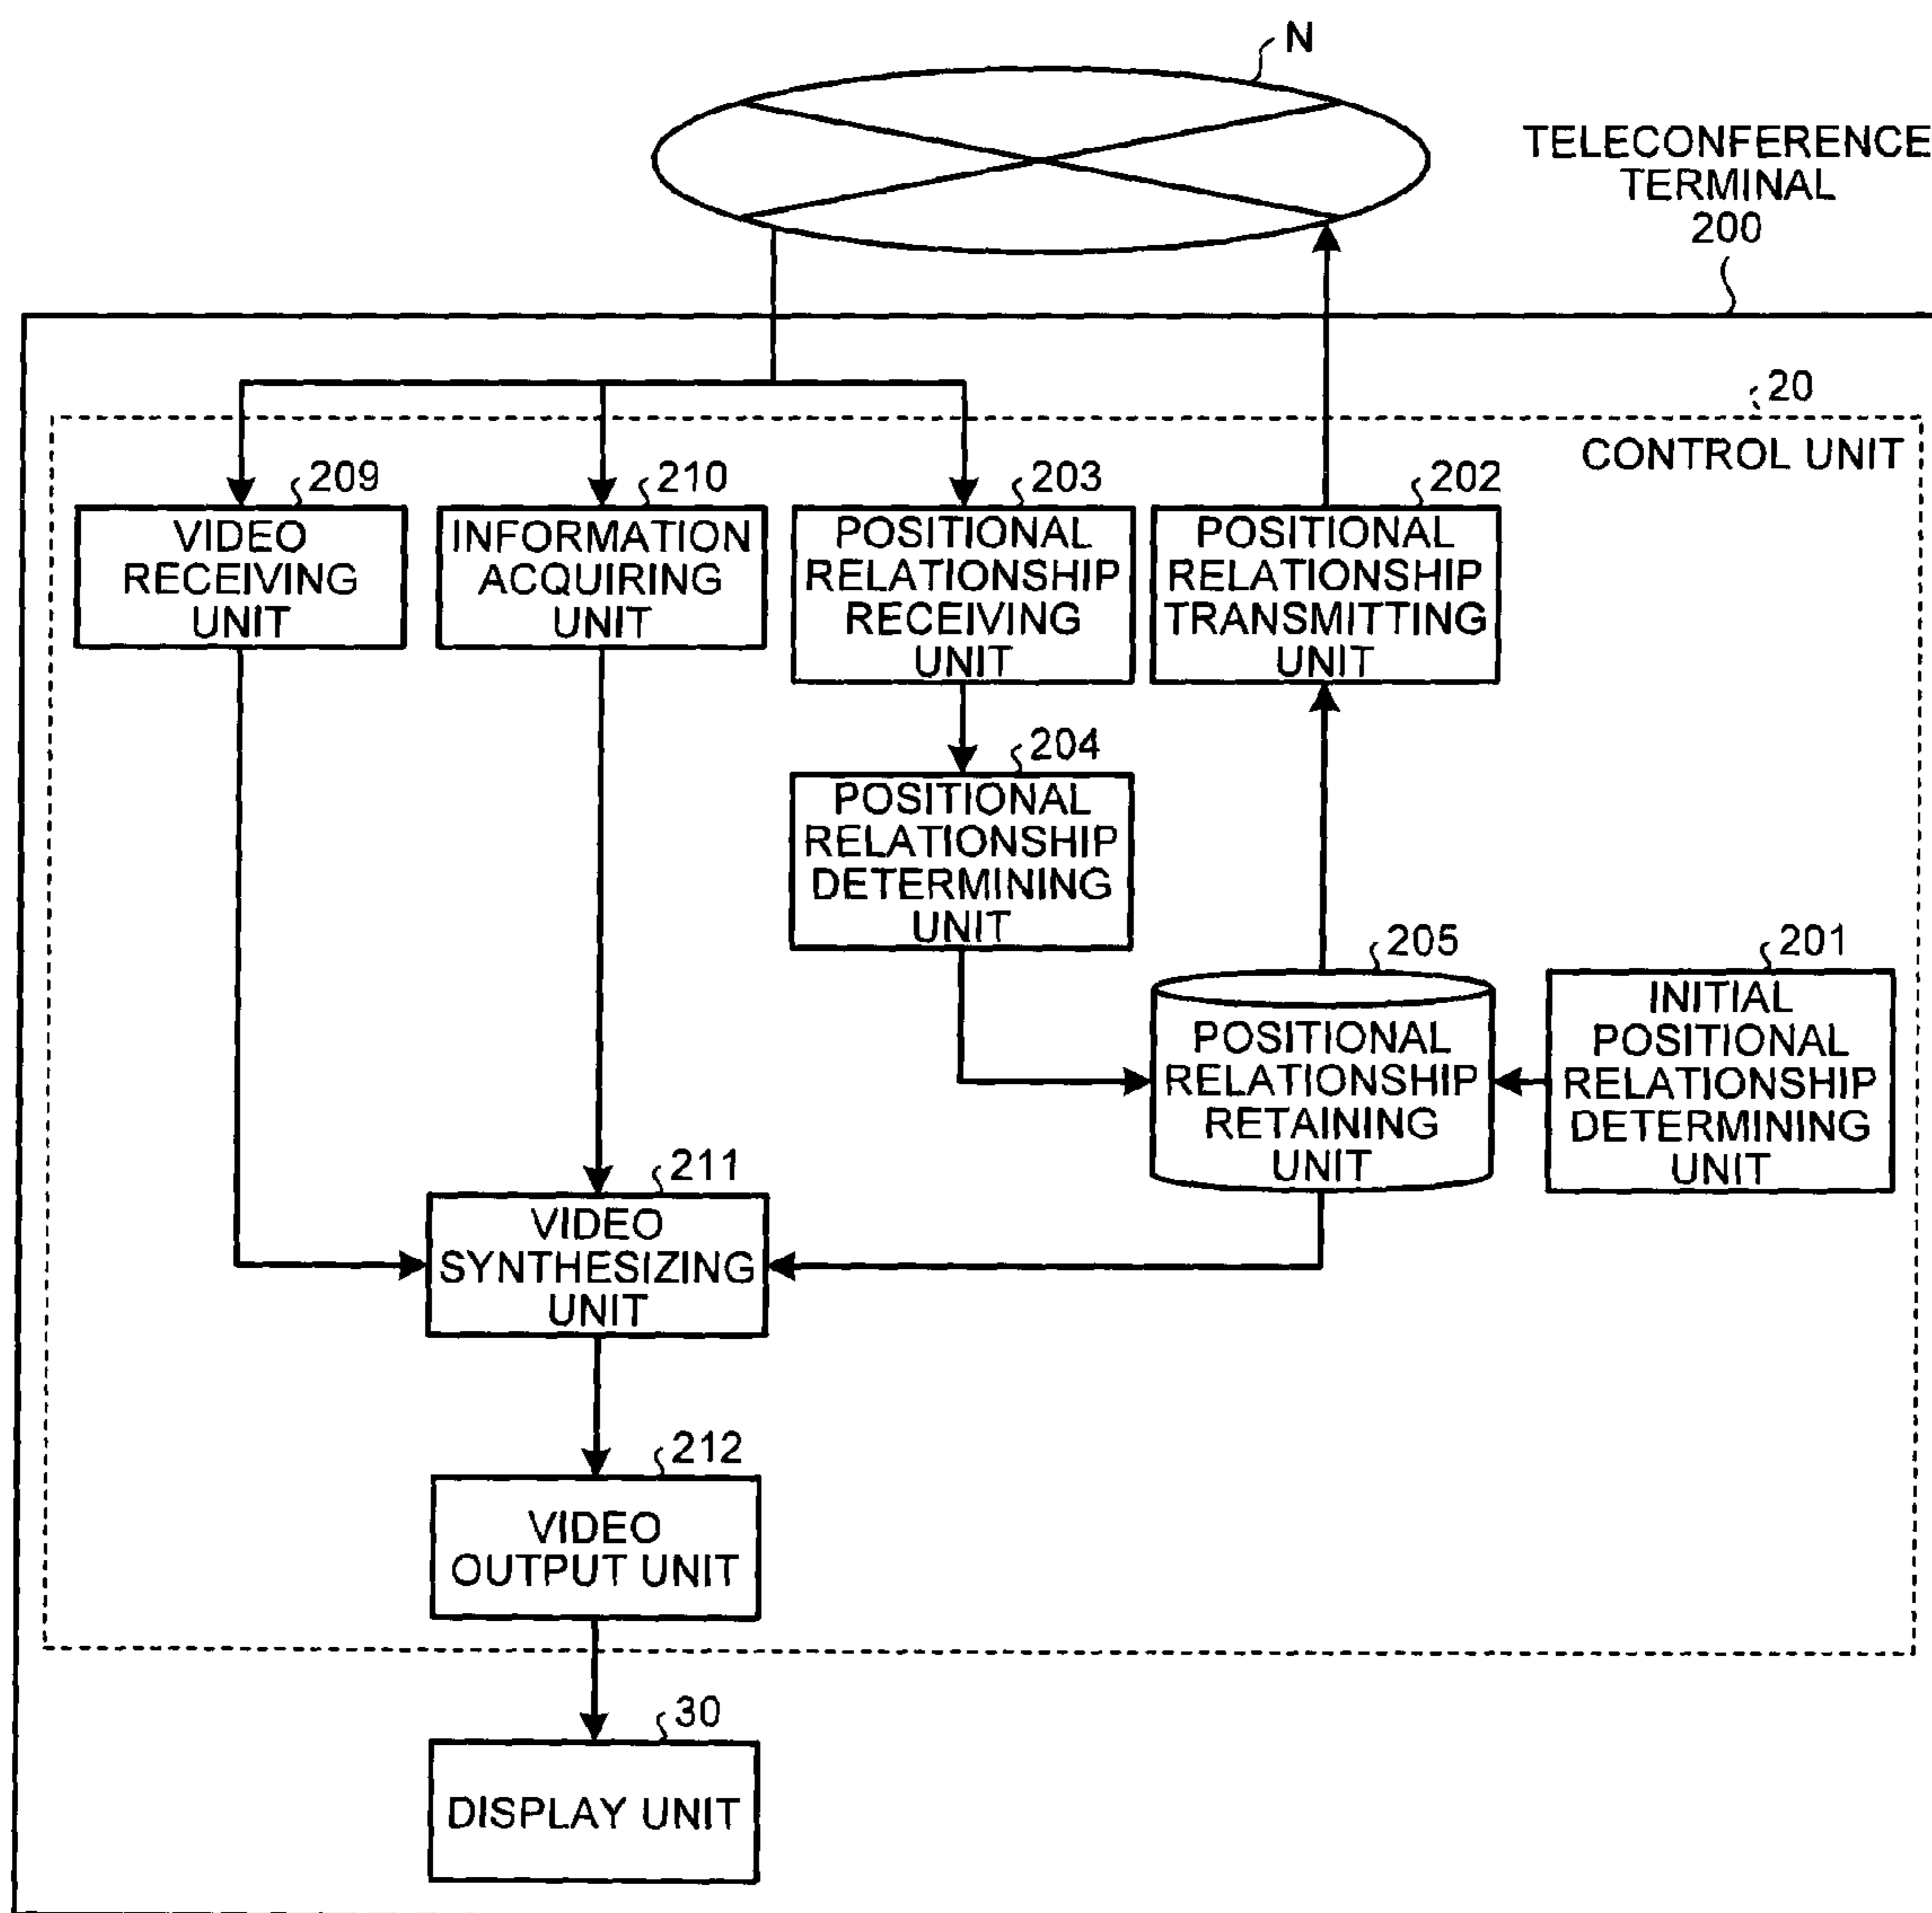 N
TELECONFERENCE
TERMINAL
200
20
CONTROL UNIT
209
VIDEO
RECEIVING
UNIT
210
INFORMATION
ACQUIRING
UNIT
203
POSITIONAL
RELATIONSHIP
RECEIVING
UNIT
202
POSITIONAL
RELATIONSHIP
TRANSMITTING
UNIT
204
POSITIONAL
RELATIONSHIP
DETERMINING
UNIT
205
POSITIONAL
RELATIONSHIP
RETAINING
UNIT
201
INITIAL
POSITIONAL
RELATIONSHIP
DETERMINING
UNIT
211
VIDEO
SYNTHESIZING
UNIT
212
VIDEO
OUTPUT UNIT
30
DISPLAY UNIT